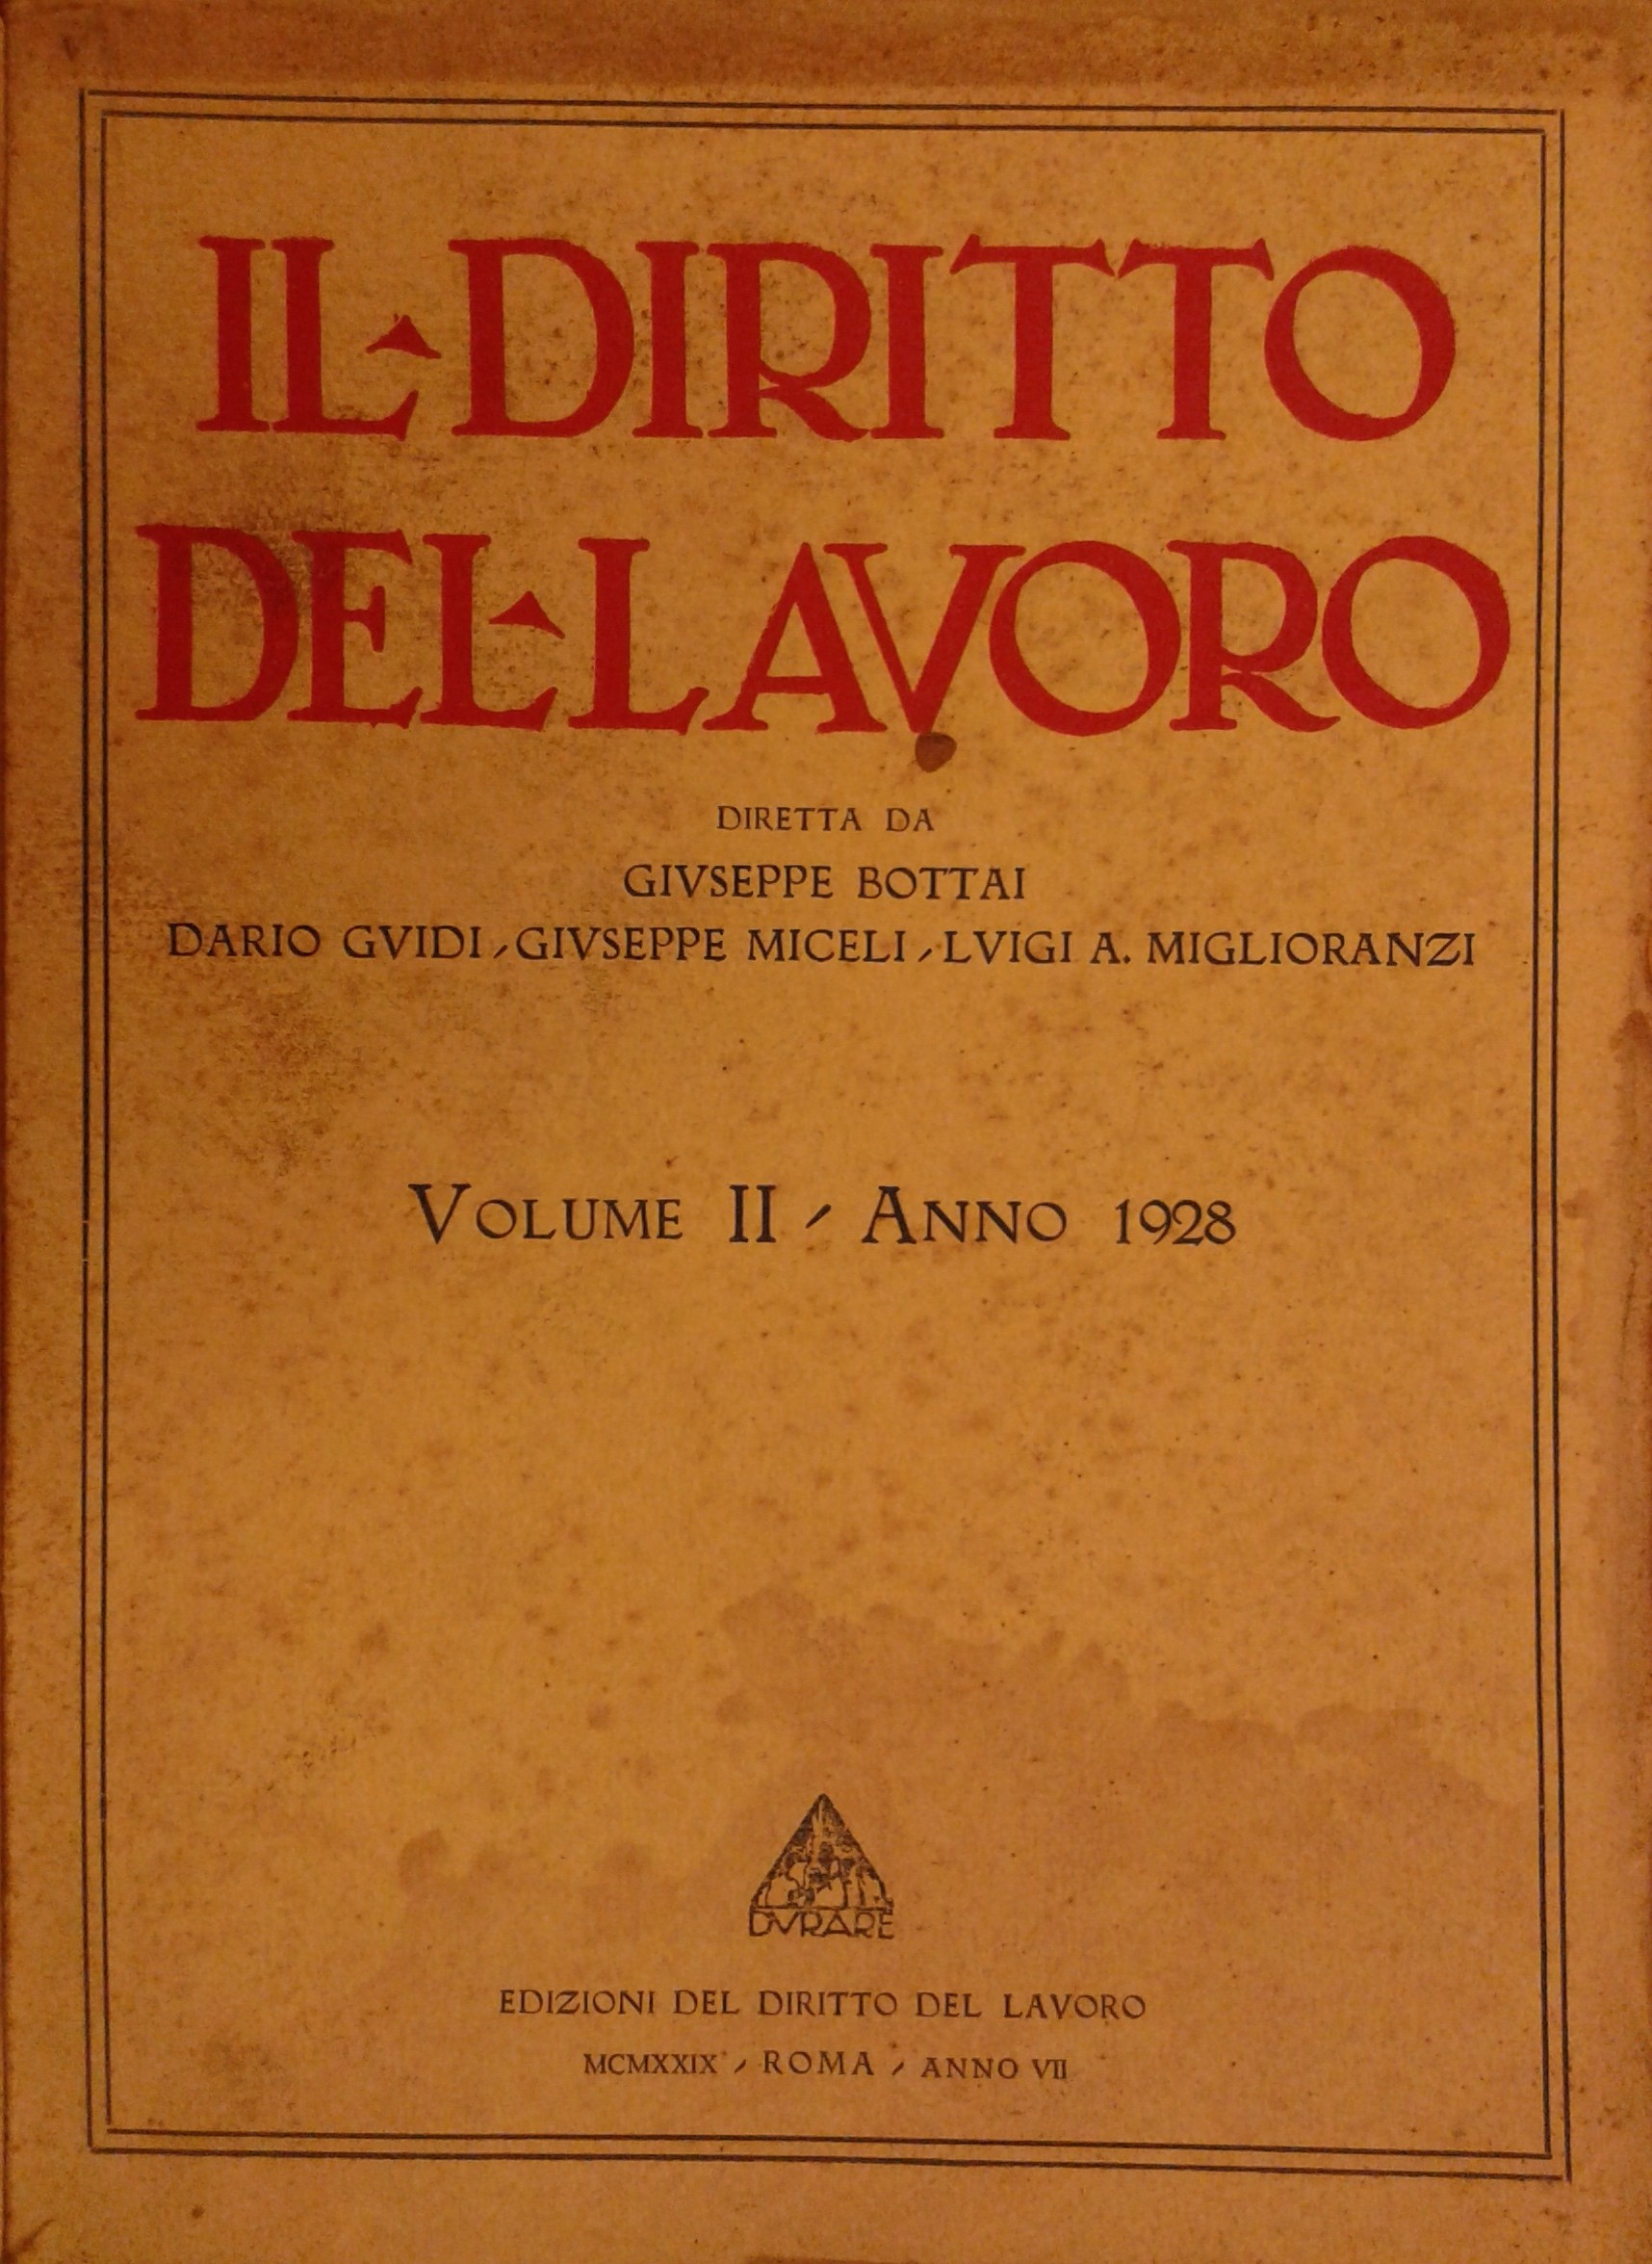 IL·DIRITTO
DEL·LAVORO
DIRETTA DA
GIVSEPPE BOTTAI
DARIO GVIDI - GIVSEPPE MICELI - LVIGI A. MIGLIORANZI
VOLUME II - ANNO 1928
DVRARE
EDIZIONI DEL DIRITTO DEL LAVORO
MCMXXIX - ROMA - ANNO VII